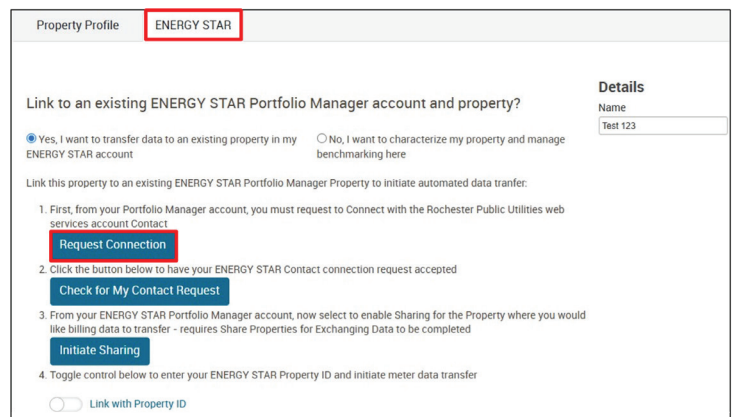 Property Profile
ENERGY STAR
Link to an existing ENERGY STAR Portfolio Manager account and property?
Yes, I want to transfer data to an existing property in my
ENERGY STAR account
No, I want to characterize my property and manage
benchmarking here
Details
Name
Test 123
Link this property to an existing ENERGY STAR Portfolio Manager Property to initiate automated data tranfer:
1. First, from your Portfolio Manager account, you must request to Connect with the Rochester Public Utilities web
services account Contact
Request Connection
2. Click the button below to have your ENERGY STAR Contact connection request accepted
Check for My Contact Request
3. From your ENERGY STAR Portfolio Manager account, now select to enable Sharing for the Property where you would
like billing data to transfer - requires Share Properties for Exchanging Data to be completed
Initiate Sharing
4. Toggle control below to enter your ENERGY STAR Property ID and initiate meter data transfer
Link with Property ID